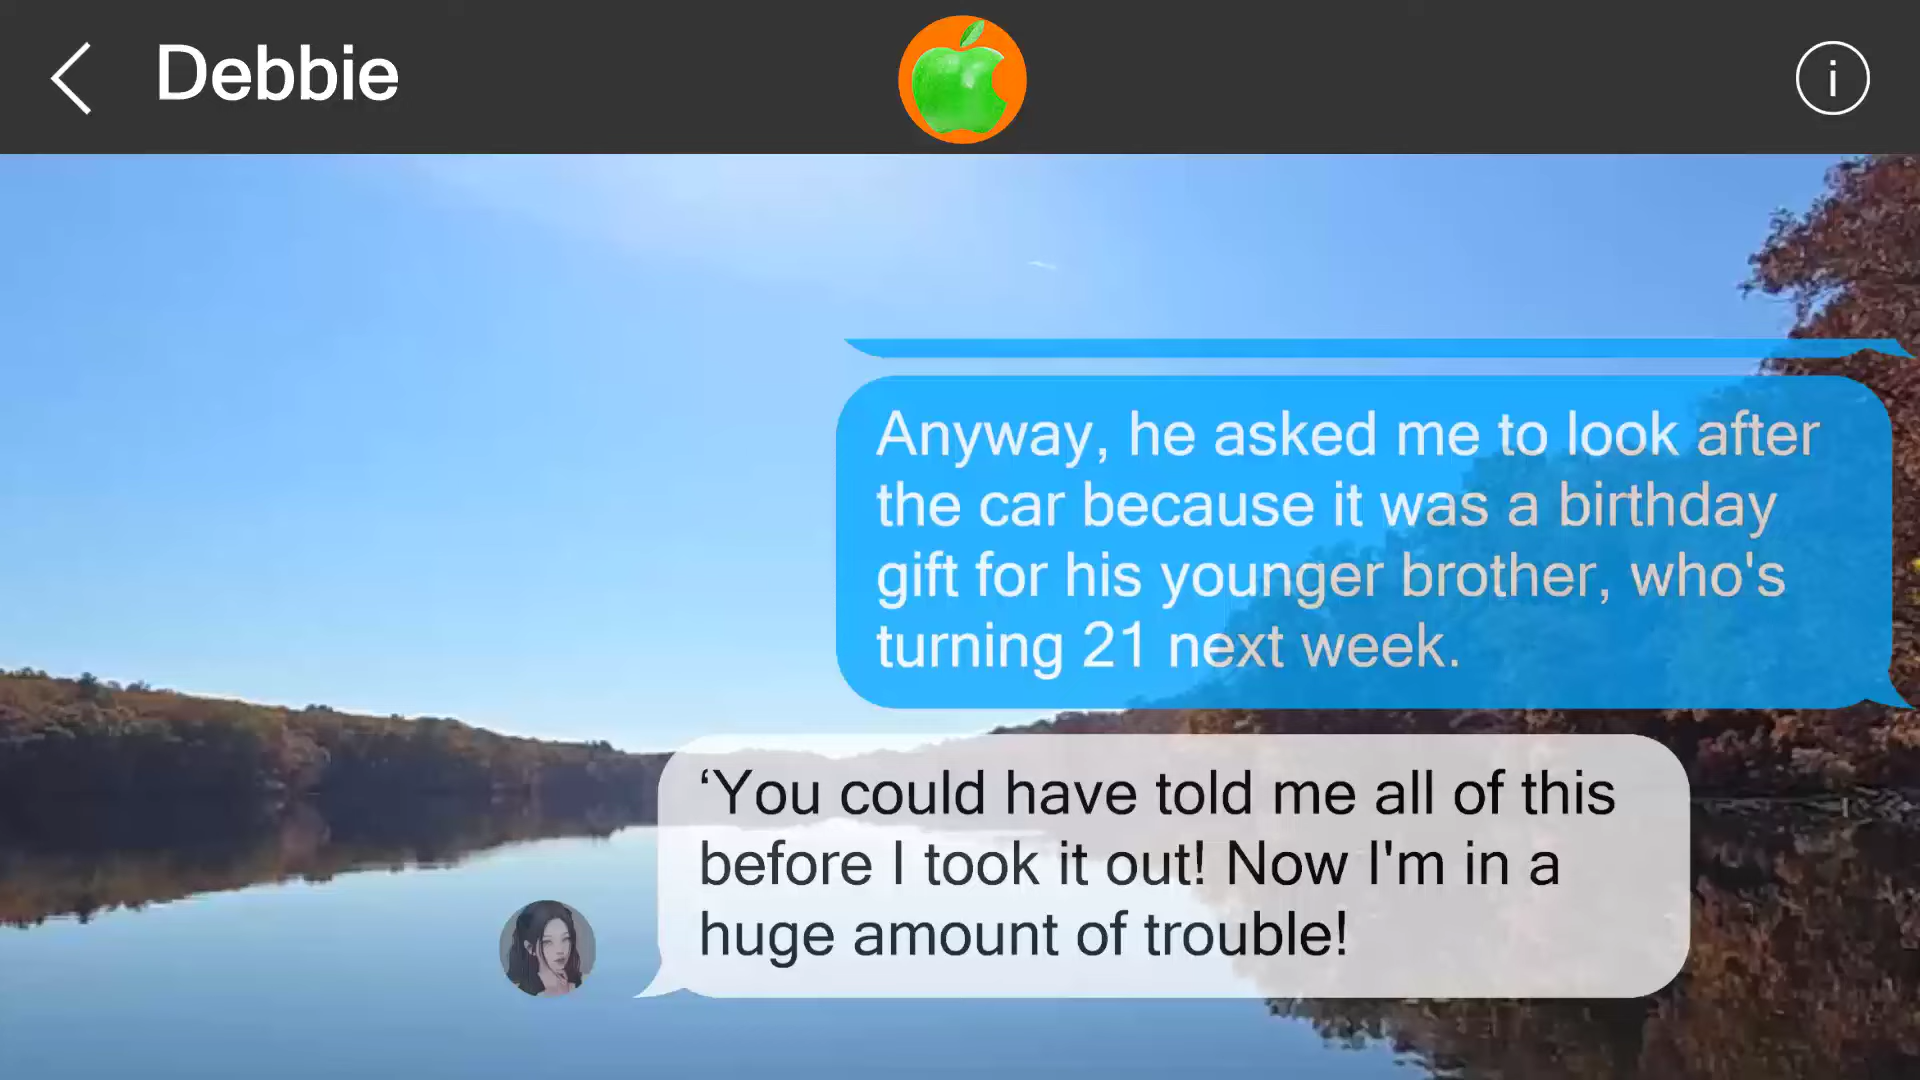 Debbie
i
Anyway, he asked me to look after
the car because it was a birthday
gift for his younger brother, who's
turning 21 next week.
‘You could have told me all of this
before I took it out! Now I'm in a
huge amount of trouble!